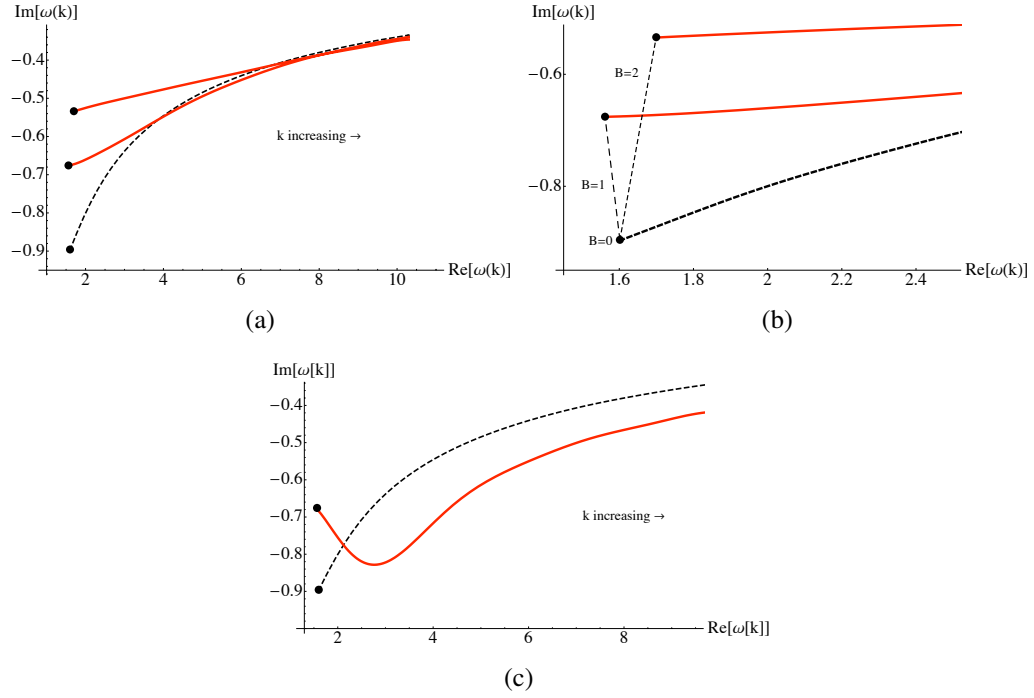 Im[ω(k)]
−0.4
−0.5
−0.6
−0.7
−0.8
−0.9
k increasing →
2 4 6 8 10
Re[ω(k)]
(a)
Im[ω(k)]
−0.6
−0.8
B=2
B=1
B=0
1.6 1.8 2 2.2 2.4
Re[ω(k)]
(b)
Im[ω[k]]
−0.4
−0.5
−0.6
−0.7
−0.8
−0.9
k increasing →
2 4 6 8
Re[ω[k]]
(c)